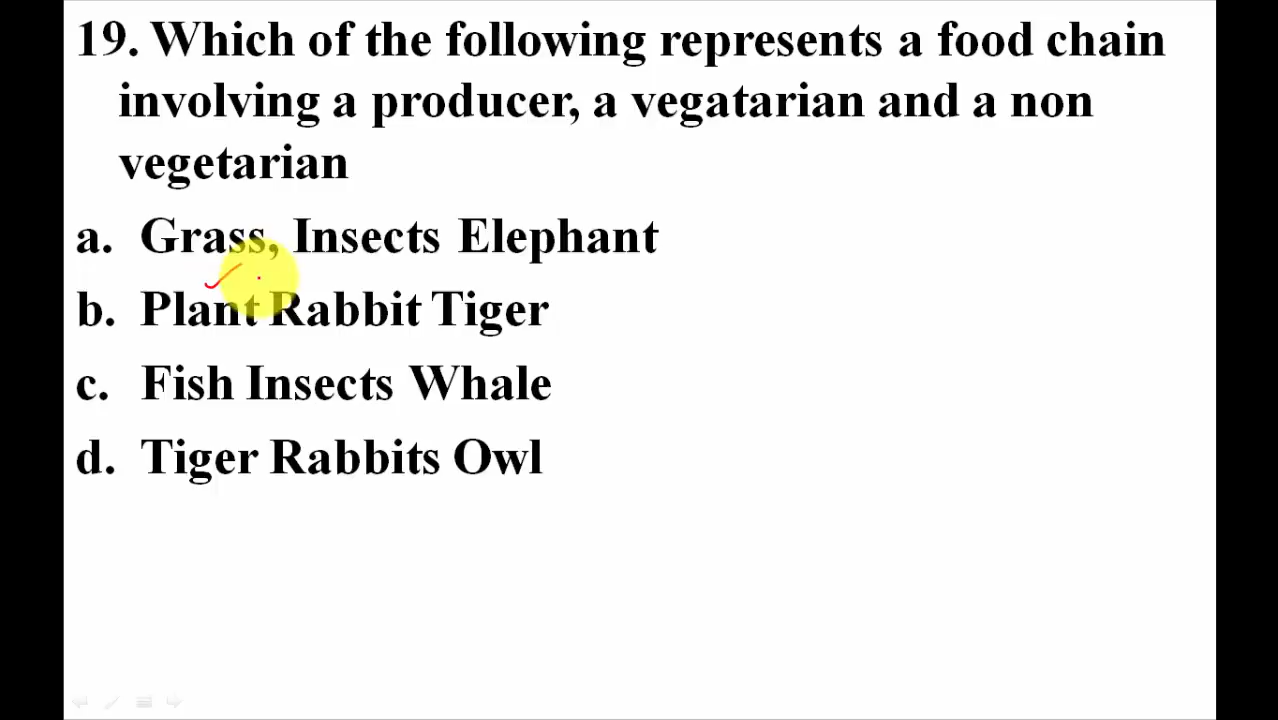 19. Which of the following represents a food chain
involving a producer, a vegatarian and a non
vegetarian
a. Grass, Insects Elephant
b. Plant Rabbit Tiger
c. Fish Insects Whale
d. Tiger Rabbits Owl